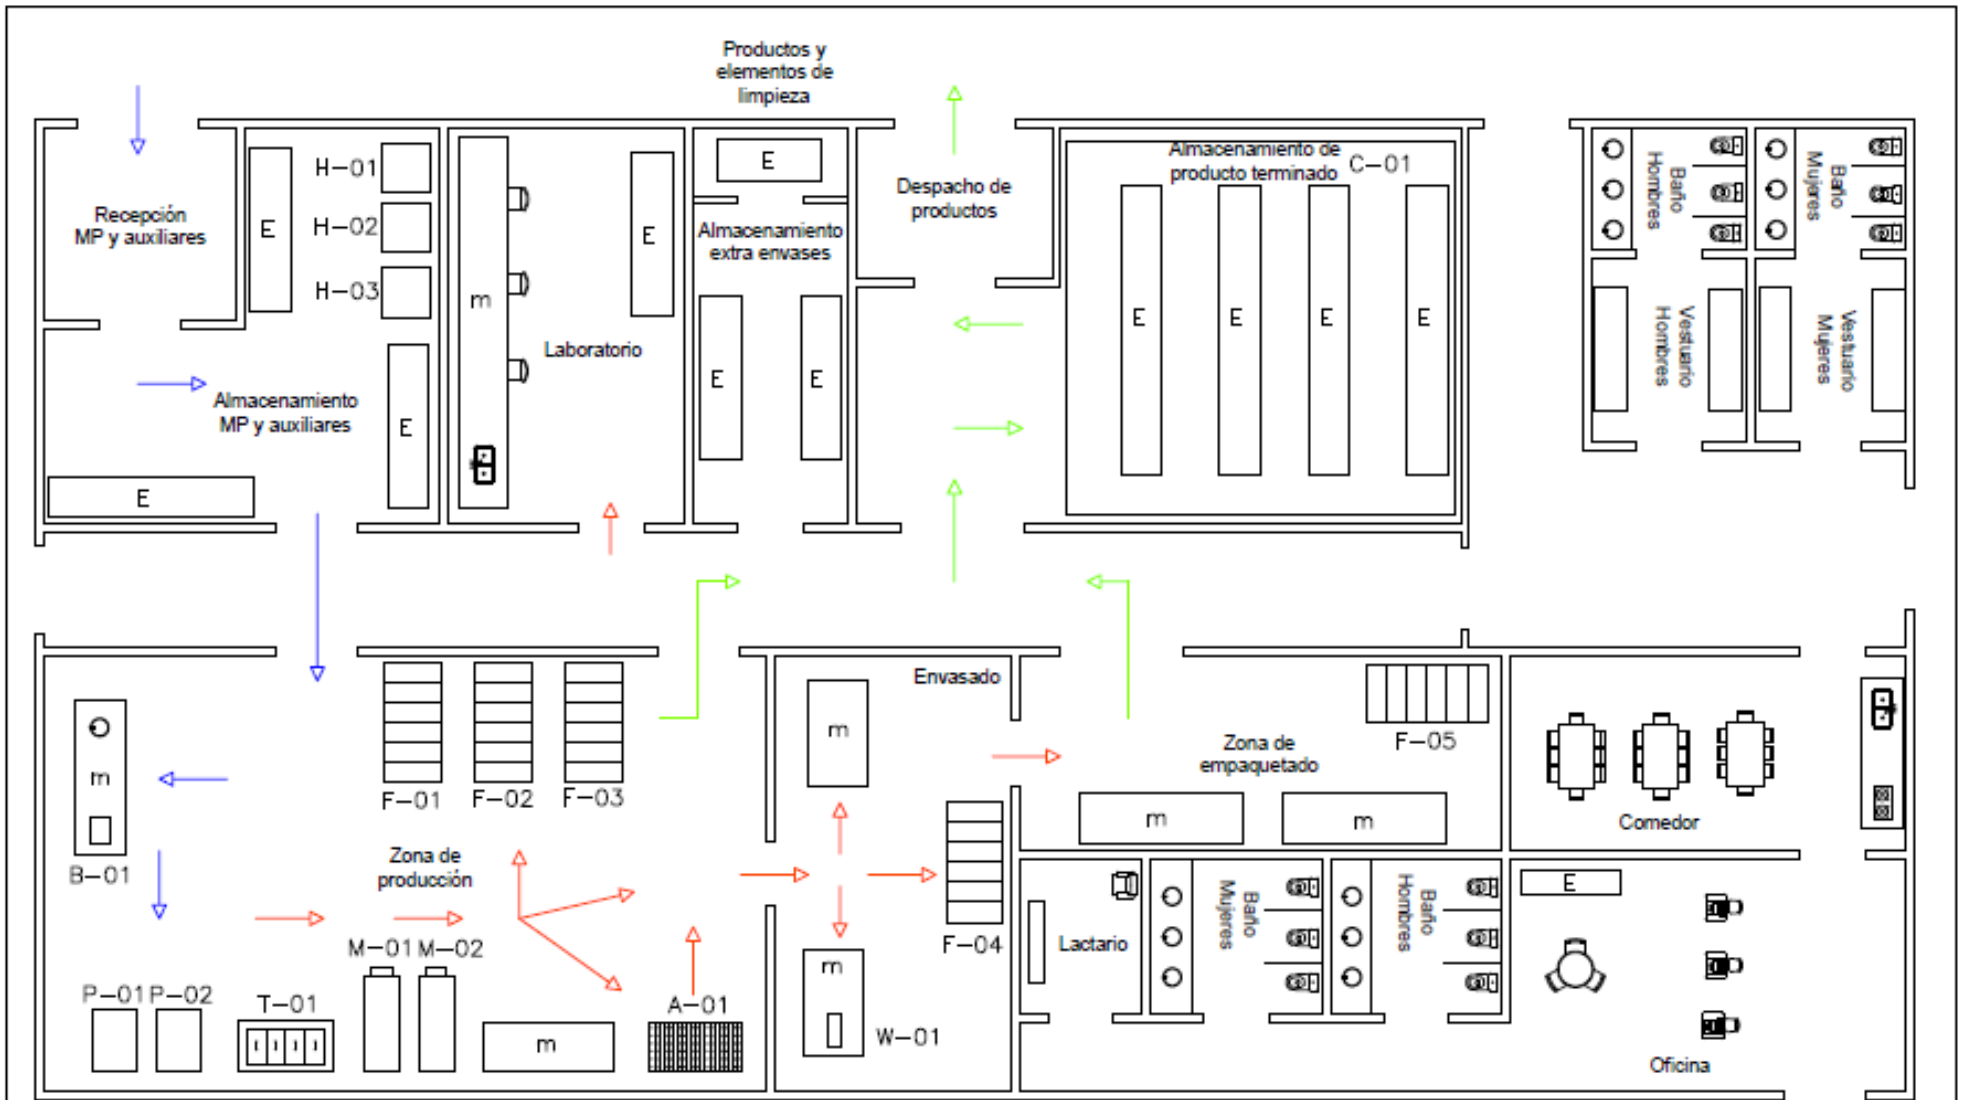 Productos y
elementos de
limpieza
Recepción
MP y auxiliares
E
H-01
H-02
H-03
Almacenamiento
MP y auxiliares
E
E
m
E
Laboratorio
E
Almacenamiento
extra envases
E
E
Despacho de
productos
Almacenamiento de
producto terminado
C-01
E
E
E
E
Baño
Hombres
Baño
Mujeres
Vestuario
Hombres
Vestuario
Mujeres
m
B-01
F-01
F-02
F-03
Zona de
producción
P-01
P-02
T-01
M-01
M-02
m
A-01
Envasado
m
F-04
m
W-01
F-05
Zona de
empaquetado
m
m
Comedor
Lactario
Baño
Mujeres
Baño
Hombres
E
Oficina